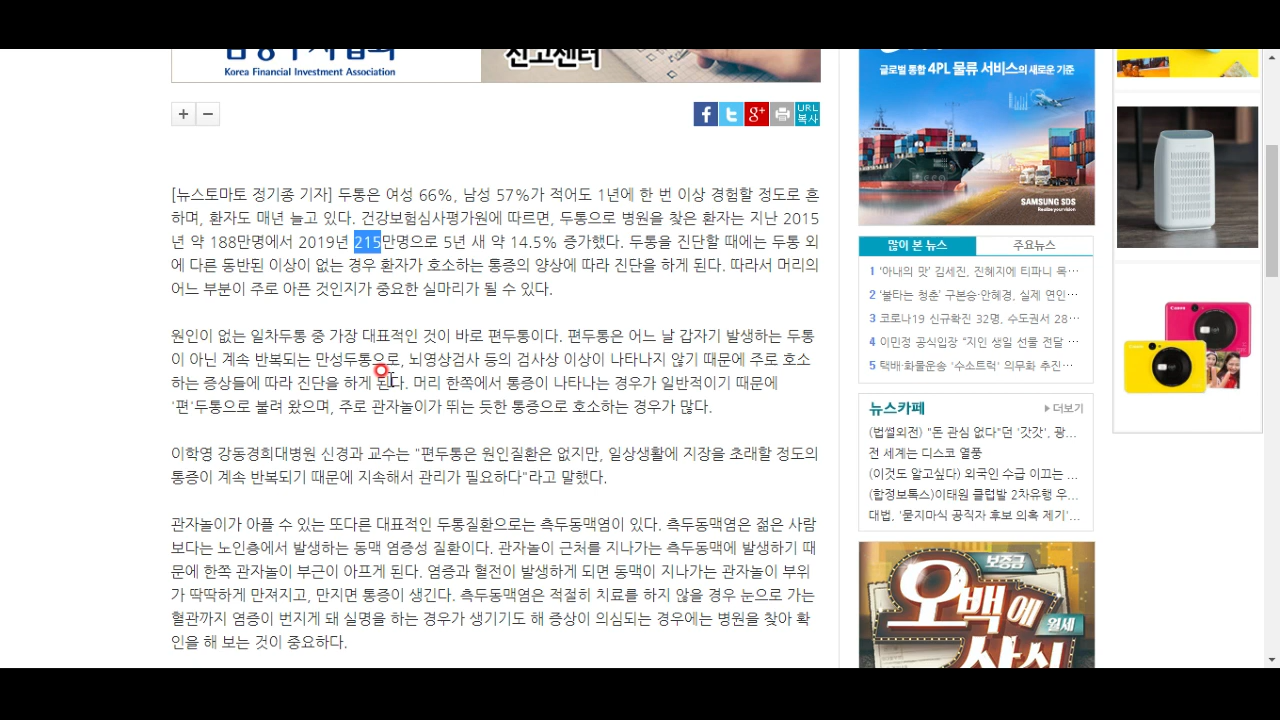 Korea Financial Investment Association
신고센터
+
−
f
t
g+
URL
복사
[뉴스토마토 정기종 기자] 두통은 여성 66%, 남성 57%가 적어도 1년에 한 번 이상 경험할 정도로 흔
하며, 환자도 매년 늘고 있다. 건강보험심사평가원에 따르면, 두통으로 병원을 찾은 환자는 지난 2015
년 약 188만명에서 2019년 215만명으로 5년 새 약 14.5% 증가했다. 두통을 진단할 때에는 두통 외
에 다른 동반된 이상이 없는 경우 환자가 호소하는 통증의 양상에 따라 진단을 하게 된다. 따라서 머리의
어느 부분이 주로 아픈 것인지가 중요한 실마리가 될 수 있다.
원인이 없는 일차두통 중 가장 대표적인 것이 바로 편두통이다. 편두통은 어느 날 갑자기 발생하는 두통
이 아닌 계속 반복되는 만성두통으로, 뇌영상검사 등의 검사상 이상이 나타나지 않기 때문에 주로 호소
하는 증상들에 따라 진단을 하게 된다. 머리 한쪽에서 통증이 나타나는 경우가 일반적이기 때문에
'편'두통으로 불려 왔으며, 주로 관자놀이가 뛰는 듯한 통증으로 호소하는 경우가 많다.
이학영 강동경희대병원 신경과 교수는 "편두통은 원인질환은 없지만, 일상생활에 지장을 초래할 정도의
통증이 계속 반복되기 때문에 지속해서 관리가 필요하다"라고 말했다.
관자놀이가 아플 수 있는 또다른 대표적인 두통질환으로는 측두동맥염이 있다. 측두동맥염은 젊은 사람
보다는 노인층에서 발생하는 동맥 염증성 질환이다. 관자놀이 근처를 지나가는 측두동맥에 발생하기 때
문에 한쪽 관자놀이 부근이 아프게 된다. 염증과 혈전이 발생하게 되면 동맥이 지나가는 관자놀이 부위
가 딱딱하게 만져지고, 만지면 통증이 생긴다. 측두동맥염은 적절히 치료를 하지 않을 경우 눈으로 가는
혈관까지 염증이 번지게 돼 실명을 하는 경우가 생기기도 해 증상이 의심되는 경우에는 병원을 찾아 확
인을 해 보는 것이 중요하다.
글로벌 통합 4PL 물류 서비스의 새로운 기준
SAMSUNG SDS
Realize your vision
많이 본 뉴스
주요뉴스
1 '아내의 맛' 김세진, 진혜지에 티파니 목…
2 '불타는 청춘' 구본승·안혜경, 실제 연인…
3 코로나19 신규확진 32명, 수도권서 28…
4 이민정 공식입장 "지인 생일 선물 전달 …
5 택배·화물운송 '수소트럭' 의무화 추진…
뉴스카페
더보기
(법썰외전) "돈 관심 없다"던 '갓갓', 광...
전 세계는 디스코 열풍
(이것도 알고싶다) 외국인 수급 이끄는 ...
(합정보톡스)이태원 클럽발 2차유행 우...
대법, '묻지마식 공직자 후보 의혹 제기'...
보증금
오백에
월세
삼십
Canon